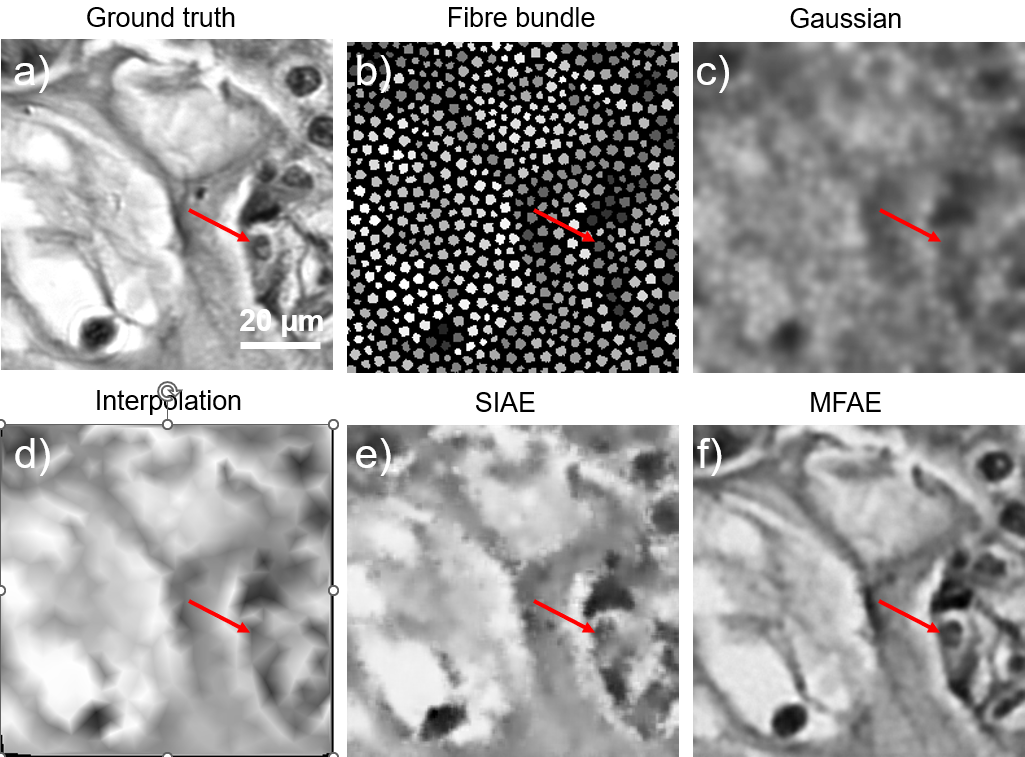 Ground truth
Fibre bundle
Gaussian
a)
b)
c)
20 µm
Interpolation
SIAE
MFAE
d)
e)
f)